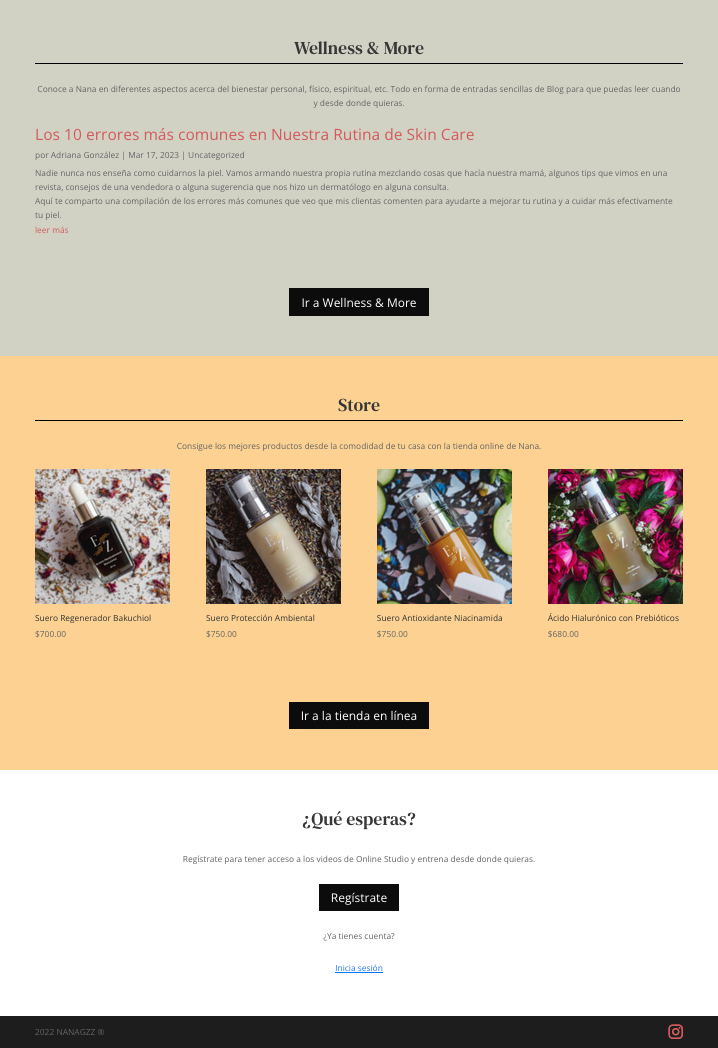 Wellness & More
Conoce a Nana en diferentes aspectos acerca del bienestar personal, físico, espiritual, etc. Todo en forma de entradas sencillas de Blog para que puedas leer cuando
y desde donde quieras.
Los 10 errores más comunes en Nuestra Rutina de Skin Care
por Adriana González | Mar 17, 2023 | Uncategorized
Nadie nunca nos enseña como cuidarnos la piel. Vamos armando nuestra propia rutina mezclando cosas que hacía nuestra mamá, algunos tips que vimos en una
revista, consejos de una vendedora o alguna sugerencia que nos hizo un dermatólogo en alguna consulta.
Aquí te comparto una compilación de los errores más comunes que veo que mis clientas comenten para ayudarte a mejorar tu rutina y a cuidar más efectivamente
tu piel.
leer más
Ir a Wellness & More
Store
Consigue los mejores productos desde la comodidad de tu casa con la tienda online de Nana.
E Z
E Z
E Z
E Z
Suero Regenerador Bakuchiol
$700.00
Suero Protección Ambiental
$750.00
Suero Antioxidante Niacinamida
$750.00
Ácido Hialurónico con Prebióticos
$680.00
Ir a la tienda en línea
¿Qué esperas?
Regístrate para tener acceso a los videos de Online Studio y entrena desde donde quieras.
Regístrate
¿Ya tienes cuenta?
Inicia sesión
2022 NANAGZZ ®